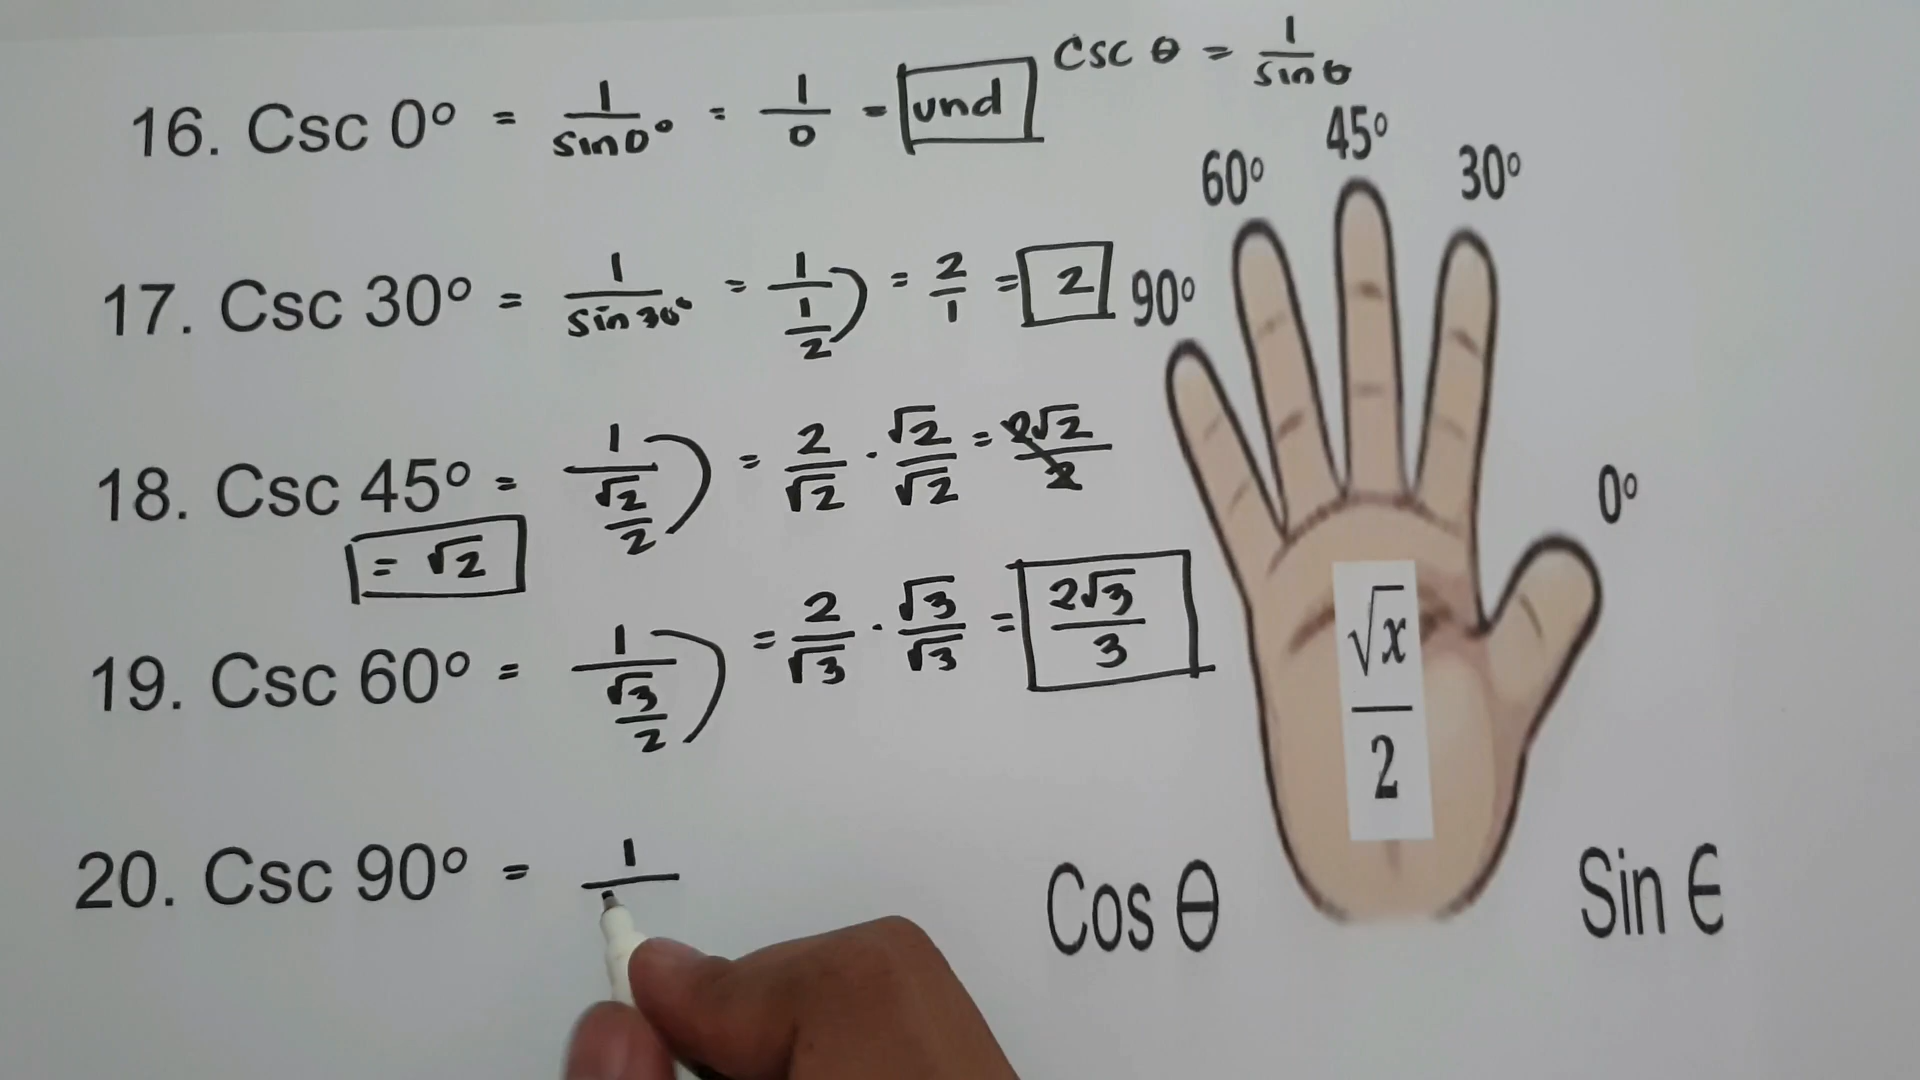 Csc θ = 1/sin θ
16. Csc 0° = 1/sin 0° = 1/0 = und
17. Csc 30° = 1/sin 30° = 1/(1/2) = 2/1 = 2
18. Csc 45° = 1/(√2/2) = 2/√2 · √2/√2 = 2√2/2
= √2
19. Csc 60° = 1/(√3/2) = 2/√3 · √3/√3 = 2√3/3
20. Csc 90° = 1/
90°
60°
45°
30°
0°
√x/2
Cos θ
Sin Є